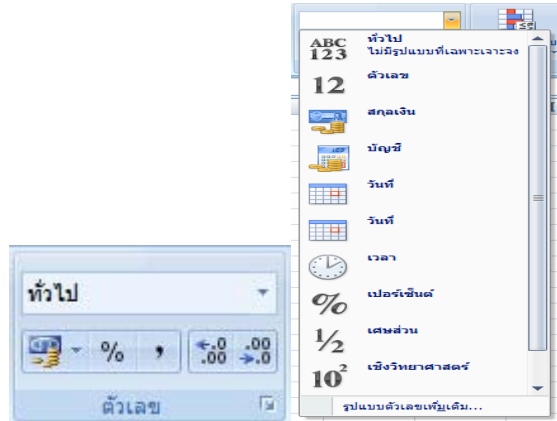 ทั่วไป
%
,
.0
.00
.00
.0
ตัวเลข
ABC
123
ทั่วไป
ไม่มีรูปแบบที่เฉพาะเจาะจง
12
ตัวเลข
สกุลเงิน
บัญชี
วันที่
วันที่
เวลา
%
เปอร์เซ็นต์
½
เศษส่วน
10²
เชิงวิทยาศาสตร์
รูปแบบตัวเลขเพิ่มเติม...